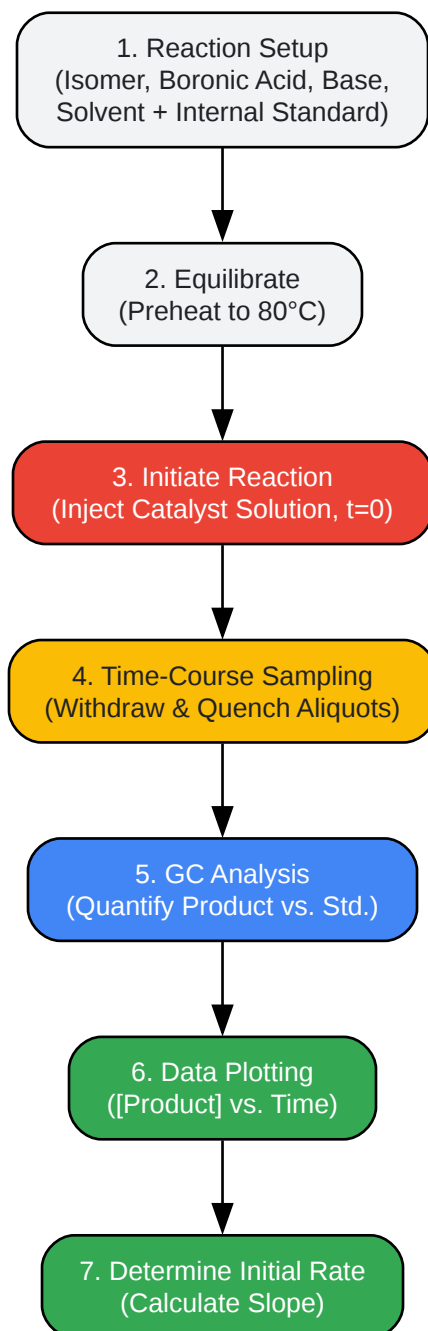 1. Reaction Setup
(Isomer, Boronic Acid, Base,
Solvent + Internal Standard)
2. Equilibrate
(Preheat to 80°C)
3. Initiate Reaction
(Inject Catalyst Solution, t=0)
4. Time-Course Sampling
(Withdraw & Quench Aliquots)
5. GC Analysis
(Quantify Product vs. Std.)
6. Data Plotting
([Product] vs. Time)
7. Determine Initial Rate
(Calculate Slope)